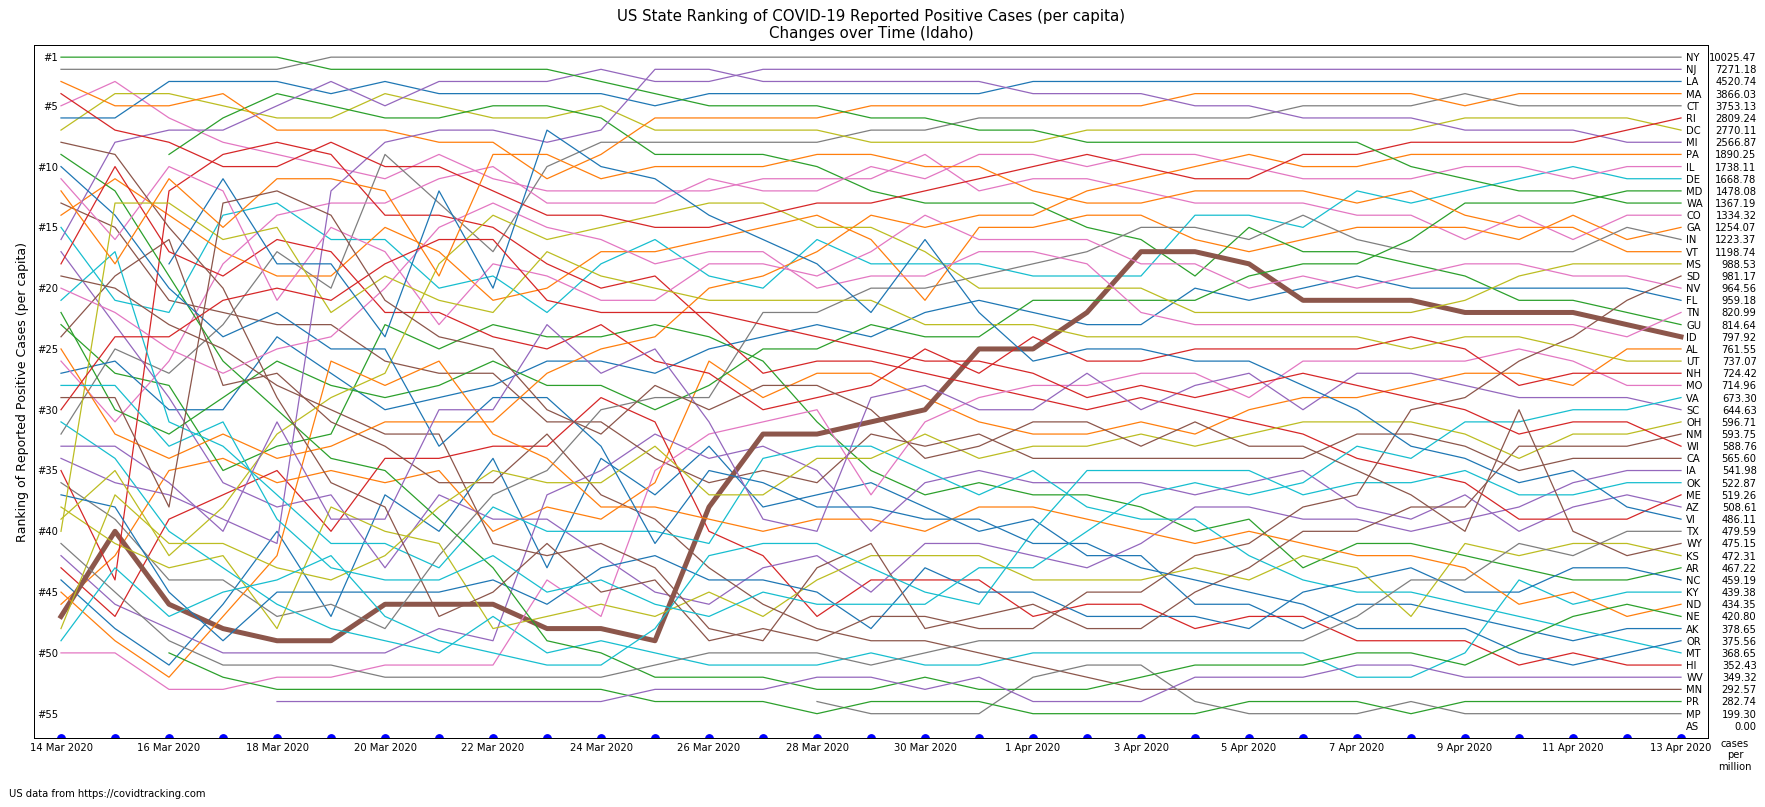 US State Ranking of COVID-19 Reported Positive Cases (per capita)
Changes over Time (Idaho)
Ranking of Reported Positive Cases (per capita)
#1
#5
#10
#15
#20
#25
#30
#35
#40
#45
#50
#55
NY 10025.47
NJ 7271.18
LA 4520.74
MA 3866.03
CT 3753.13
RI 2809.24
DC 2770.11
MI 2566.87
PA 1890.25
IL 1738.11
DE 1668.78
MD 1478.08
WA 1367.19
CO 1334.32
GA 1254.07
IN 1223.37
VT 1198.74
MS 988.53
SD 981.17
NV 964.56
FL 959.18
TN 820.99
GU 814.64
ID 797.92
AL 761.55
UT 737.07
NH 724.42
MO 714.96
VA 673.30
SC 644.63
OH 596.71
NM 593.75
WI 588.76
CA 565.60
IA 541.98
OK 522.87
ME 519.26
AZ 508.61
VI 486.11
TX 479.59
WY 475.15
KS 472.31
AR 467.22
NC 459.19
KY 439.38
ND 434.35
NE 420.80
AK 378.65
OR 375.56
MT 368.65
HI 352.43
WV 349.32
MN 292.57
PR 282.74
MP 199.30
AS 0.00
14 Mar 2020 16 Mar 2020 18 Mar 2020 20 Mar 2020 22 Mar 2020 24 Mar 2020 26 Mar 2020 28 Mar 2020 30 Mar 2020 1 Apr 2020 3 Apr 2020 5 Apr 2020 7 Apr 2020 9 Apr 2020 11 Apr 2020 13 Apr 2020
cases
per
million
US data from https://covidtracking.com